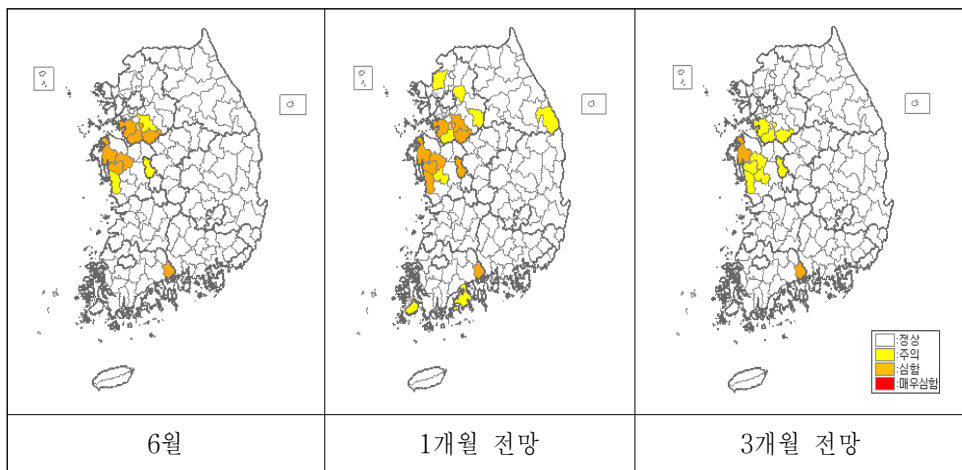 :정상
:주의
:심함
:매우심함
6월
1개월 전망
3개월 전망